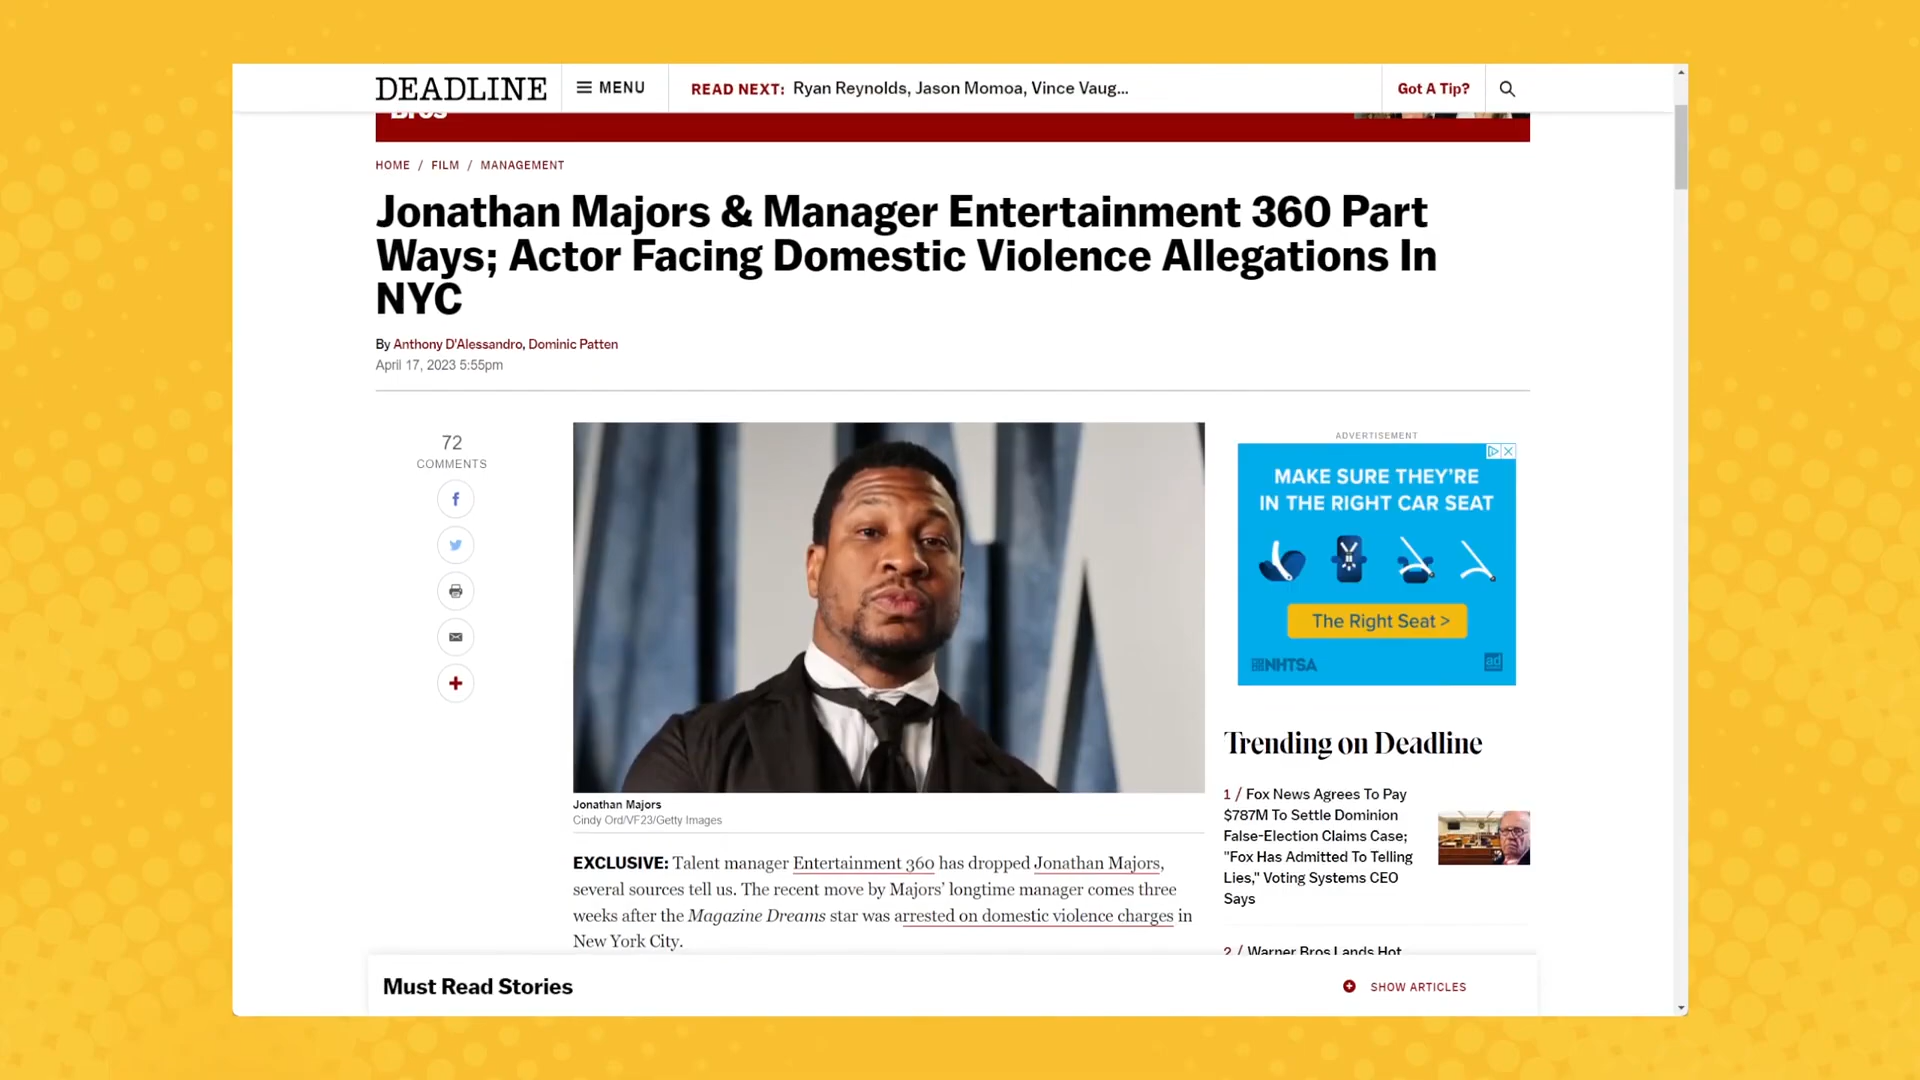 DEADLINE
MENU
READ NEXT: Ryan Reynolds, Jason Momoa, Vince Vaug...
Got A Tip?
Bros
HOME / FILM / MANAGEMENT
Jonathan Majors & Manager Entertainment 360 Part
Ways; Actor Facing Domestic Violence Allegations In
NYC
By Anthony D'Alessandro, Dominic Patten
April 17, 2023 5:55pm
72
COMMENTS
Jonathan Majors
Cindy Ord/VF23/Getty Images
EXCLUSIVE: Talent manager Entertainment 360 has dropped Jonathan Majors,
several sources tell us. The recent move by Majors' longtime manager comes three
weeks after the Magazine Dreams star was arrested on domestic violence charges in
New York City.
ADVERTISEMENT
MAKE SURE THEY'RE
IN THE RIGHT CAR SEAT
The Right Seat >
NHTSA
ad
Trending on Deadline
1 / Fox News Agrees To Pay
$787M To Settle Dominion
False-Election Claims Case;
"Fox Has Admitted To Telling
Lies," Voting Systems CEO
Says
2 / Warner Bros Lands Hot
Must Read Stories
SHOW ARTICLES